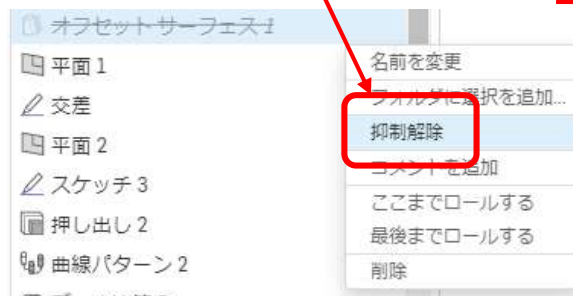 オフセット サーフェス 1
平面 1
交差
平面 2
スケッチ 3
押し出し 2
曲線パターン 2
名前を変更
フォルダに選択を追加...
抑制解除
コメントを追加
ここまでロールする
最後までロールする
削除